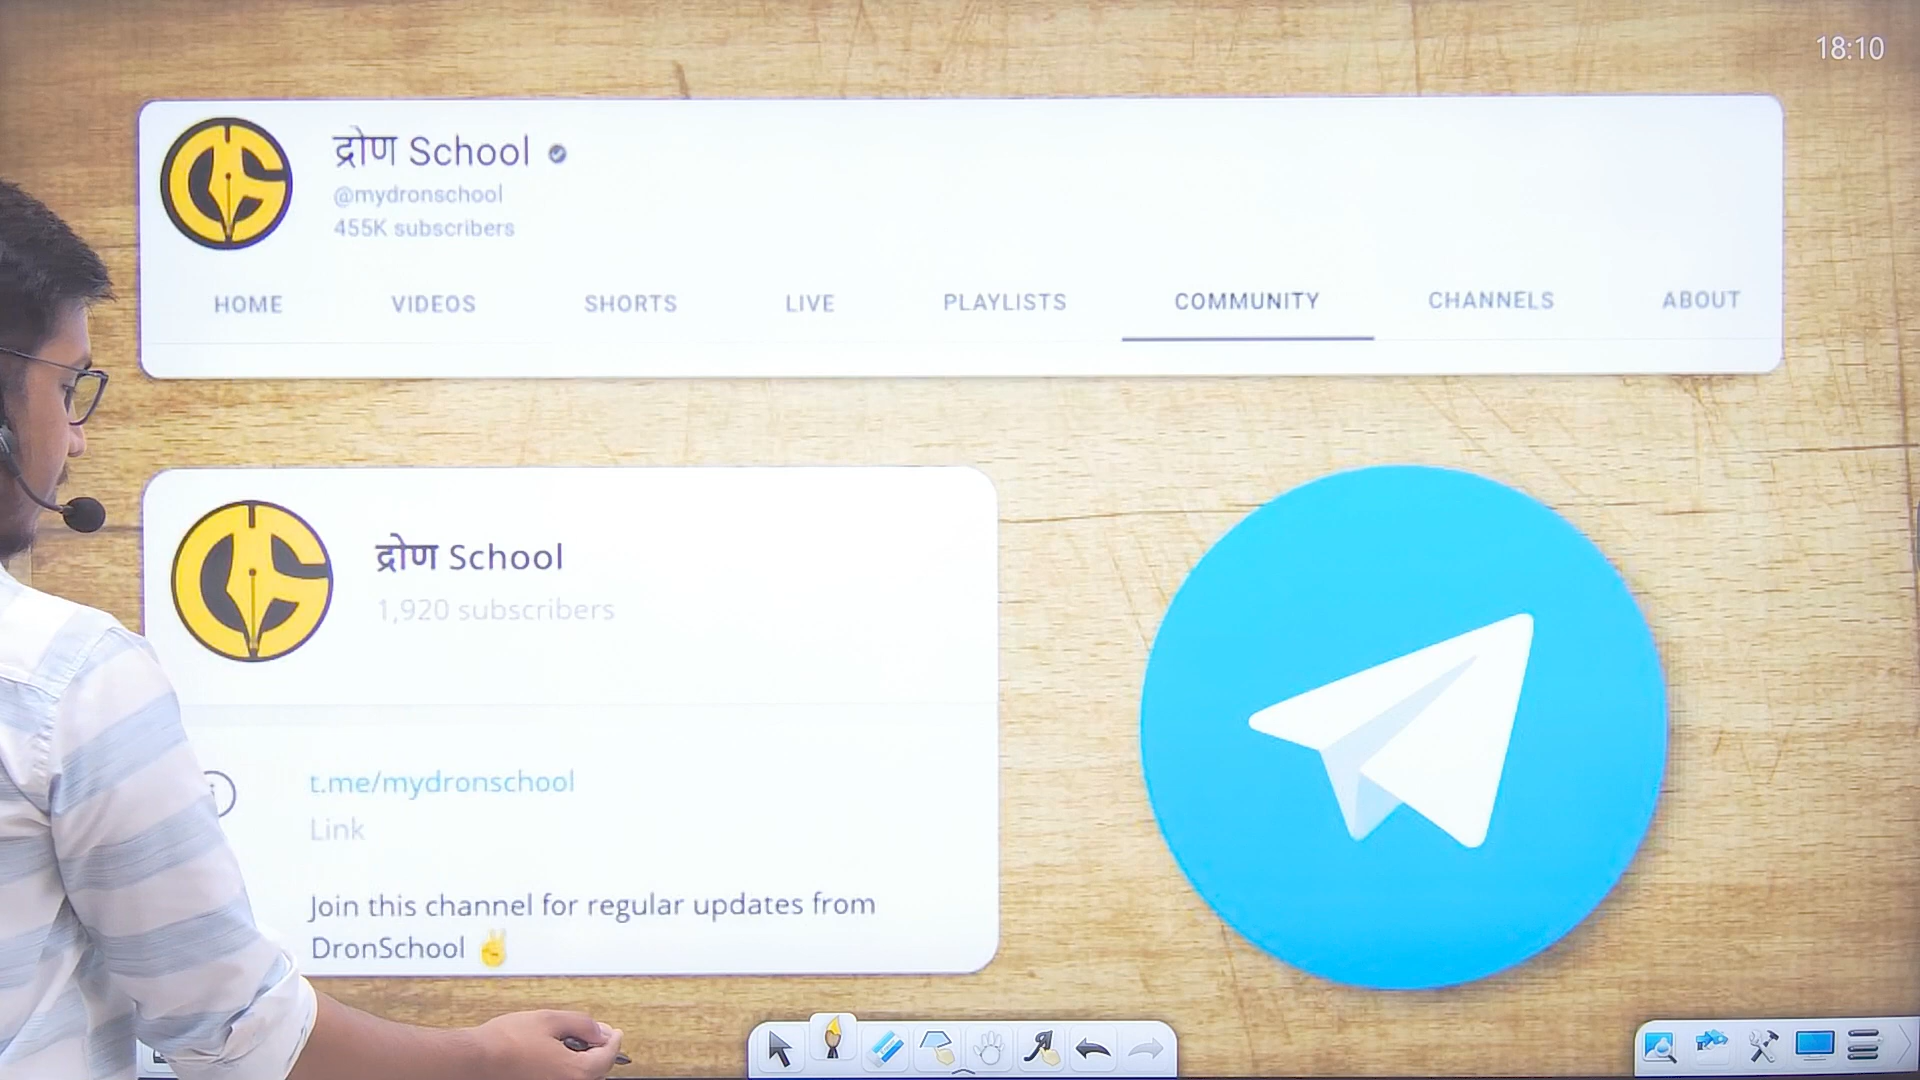 18:10
द्रोण School
@mydronschool
455K subscribers
HOME VIDEOS SHORTS LIVE PLAYLISTS COMMUNITY CHANNELS ABOUT
द्रोण School
1,920 subscribers
t.me/mydronschool
Link
Join this channel for regular updates from
DronSchool ✌